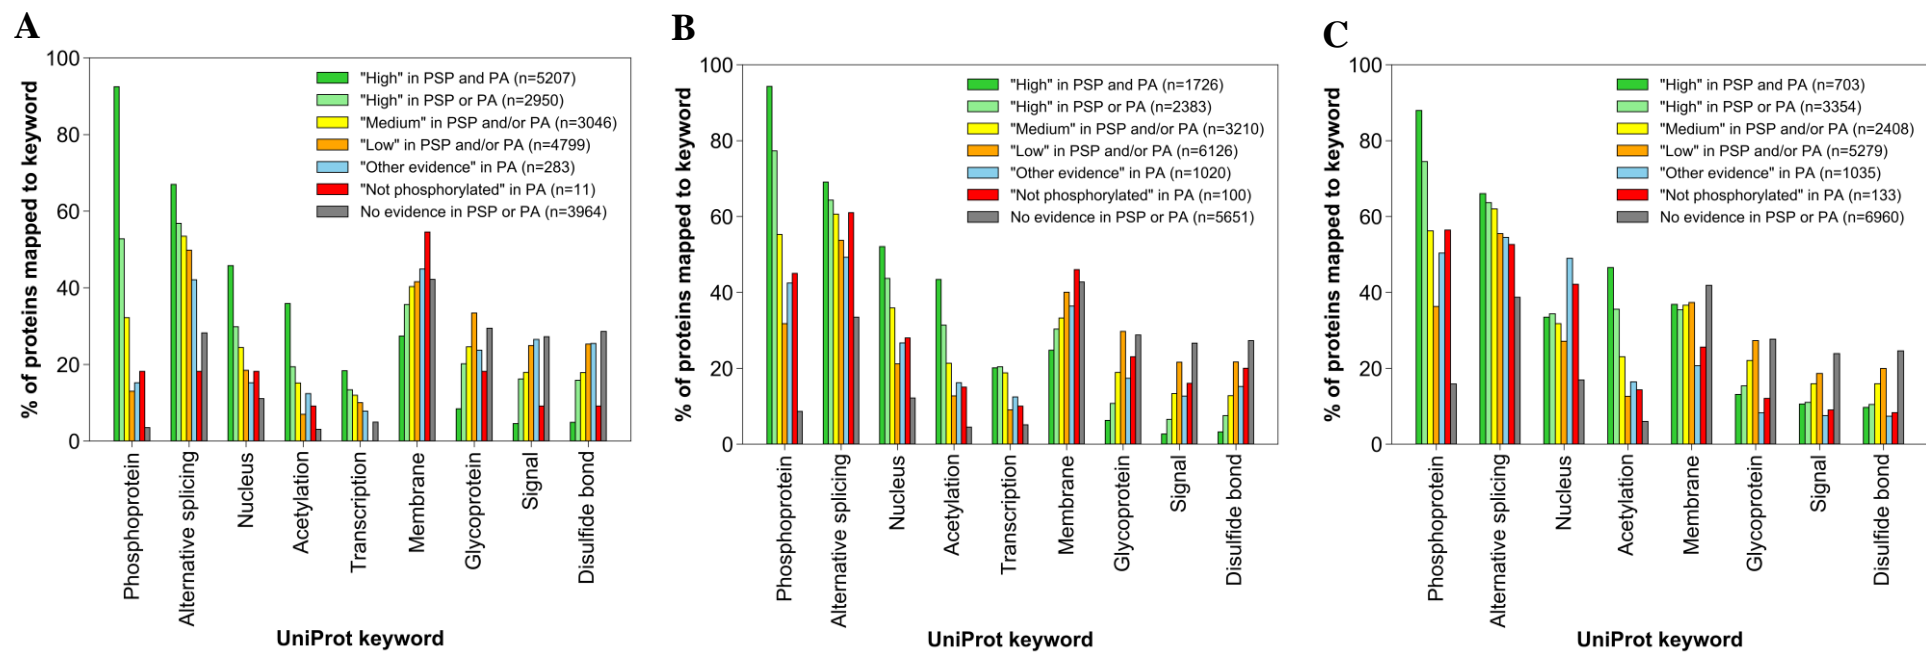 A
% of proteins mapped to keyword
100
80
60
40
20
0
"High" in PSP and PA (n=5207)
"High" in PSP or PA (n=2950)
"Medium" in PSP and/or PA (n=3046)
"Low" in PSP and/or PA (n=4799)
"Other evidence" in PA (n=283)
"Not phosphorylated" in PA (n=11)
No evidence in PSP or PA (n=3964)
Phosphoprotein
Alternative splicing
Nucleus
Acetylation
Transcription
Membrane
Glycoprotein
Signal
Disulfide bond
UniProt keyword
B
% of proteins mapped to keyword
100
80
60
40
20
0
"High" in PSP and PA (n=1726)
"High" in PSP or PA (n=2383)
"Medium" in PSP and/or PA (n=3210)
"Low" in PSP and/or PA (n=6126)
"Other evidence" in PA (n=1020)
"Not phosphorylated" in PA (n=100)
No evidence in PSP or PA (n=5651)
Phosphoprotein
Alternative splicing
Nucleus
Acetylation
Transcription
Membrane
Glycoprotein
Signal
Disulfide bond
UniProt keyword
C
% of proteins mapped to keyword
100
80
60
40
20
0
"High" in PSP and PA (n=703)
"High" in PSP or PA (n=3354)
"Medium" in PSP and/or PA (n=2408)
"Low" in PSP and/or PA (n=5279)
"Other evidence" in PA (n=1035)
"Not phosphorylated" in PA (n=133)
No evidence in PSP or PA (n=6960)
Phosphoprotein
Alternative splicing
Nucleus
Acetylation
Membrane
Glycoprotein
Signal
Disulfide bond
UniProt keyword